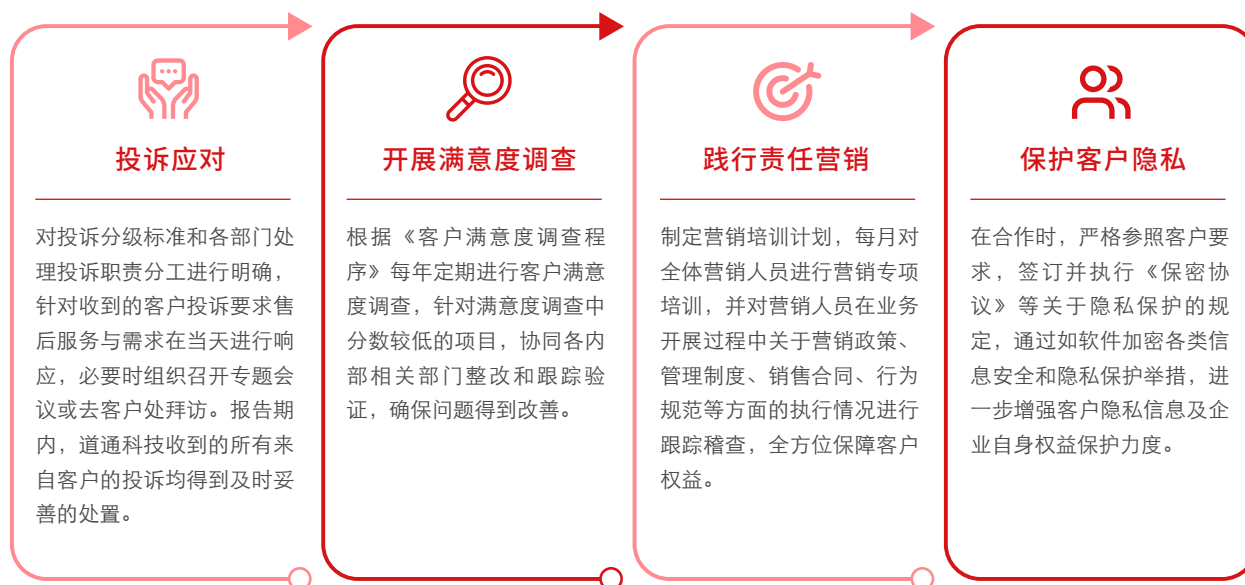 投诉应对
对投诉分级标准和各部门处
理投诉职责分工进行明确，
针对收到的客户投诉要求售
后服务与需求在当天进行响
应，必要时组织召开专题会
议或去客户处拜访。报告期
内，道通科技收到的所有来
自客户的投诉均得到及时妥
善的处置。
开展满意度调查
根据《客户满意度调查程
序》每年定期进行客户满意
度调查，针对满意度调查中
分数较低的项目，协同各内
部相关部门整改和跟踪验
证，确保问题得到改善。
践行责任营销
制定营销培训计划，每月对
全体营销人员进行营销专项
培训，并对营销人员在业务
开展过程中关于营销政策、
管理制度、销售合同、行为
规范等方面的执行情况进行
跟踪稽查，全方位保障客户
权益。
保护客户隐私
在合作时，严格参照客户要
求，签订并执行《保密协
议》等关于隐私保护的规
定，通过如软件加密各类信
息安全和隐私保护举措，进
一步增强客户隐私信息及企
业自身权益保护力度。